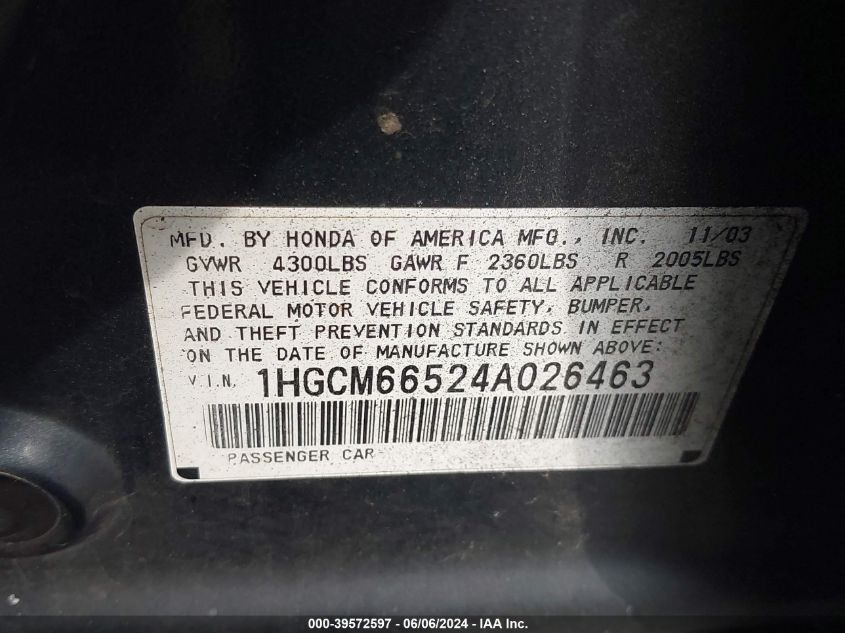 MFD. BY HONDA OF AMERICA MFG., INC. 11/03
GVWR 4300LBS GAWR F 2360LBS R 2005LBS
THIS VEHICLE CONFORMS TO ALL APPLICABLE
FEDERAL MOTOR VEHICLE SAFETY, BUMPER,
AND THEFT PREVENTION STANDARDS IN EFFECT
ON THE DATE OF MANUFACTURE SHOWN ABOVE:
V.I.N. 1HGCM66524A026463
PASSENGER CAR
000-39572597 - 06/06/2024 - IAA Inc.